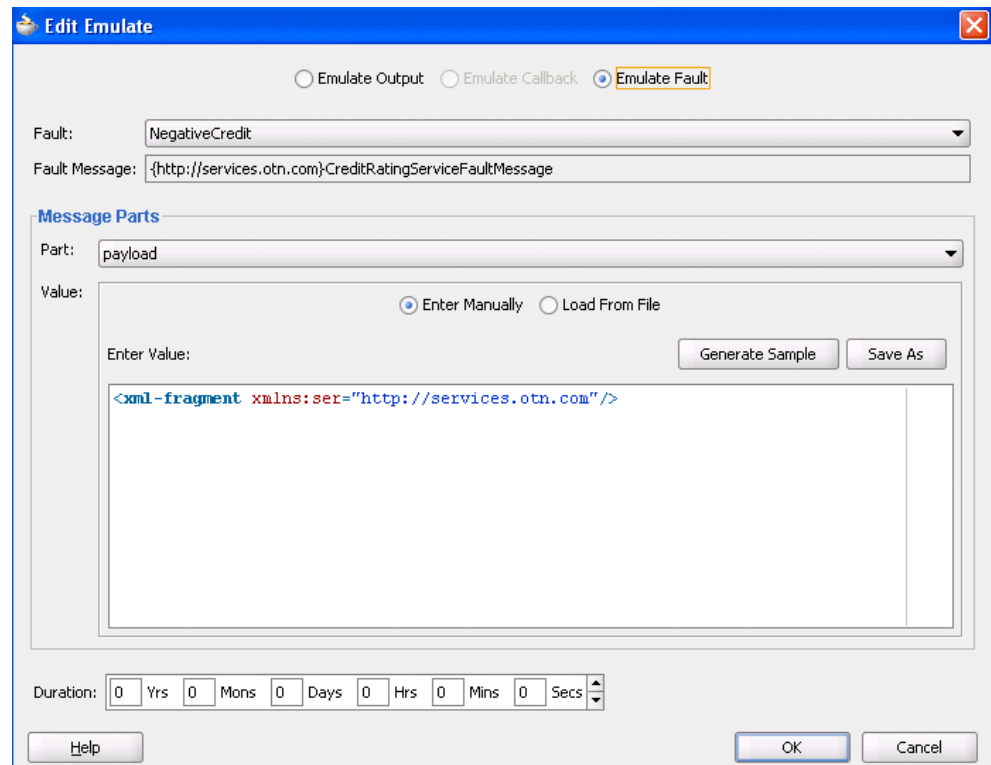 Edit Emulate
Emulate Output Emulate Callback Emulate Fault
Fault: NegativeCredit
Fault Message: {http://services.otn.com}CreditRatingServiceFaultMessage
Message Parts
Part: payload
Value: Enter Manually Load From File
Enter Value: Generate Sample Save As
<xml-fragment xmlns:ser="http://services.otn.com"/>
Duration: 0 Yrs 0 Mons 0 Days 0 Hrs 0 Mins 0 Secs
Help OK Cancel